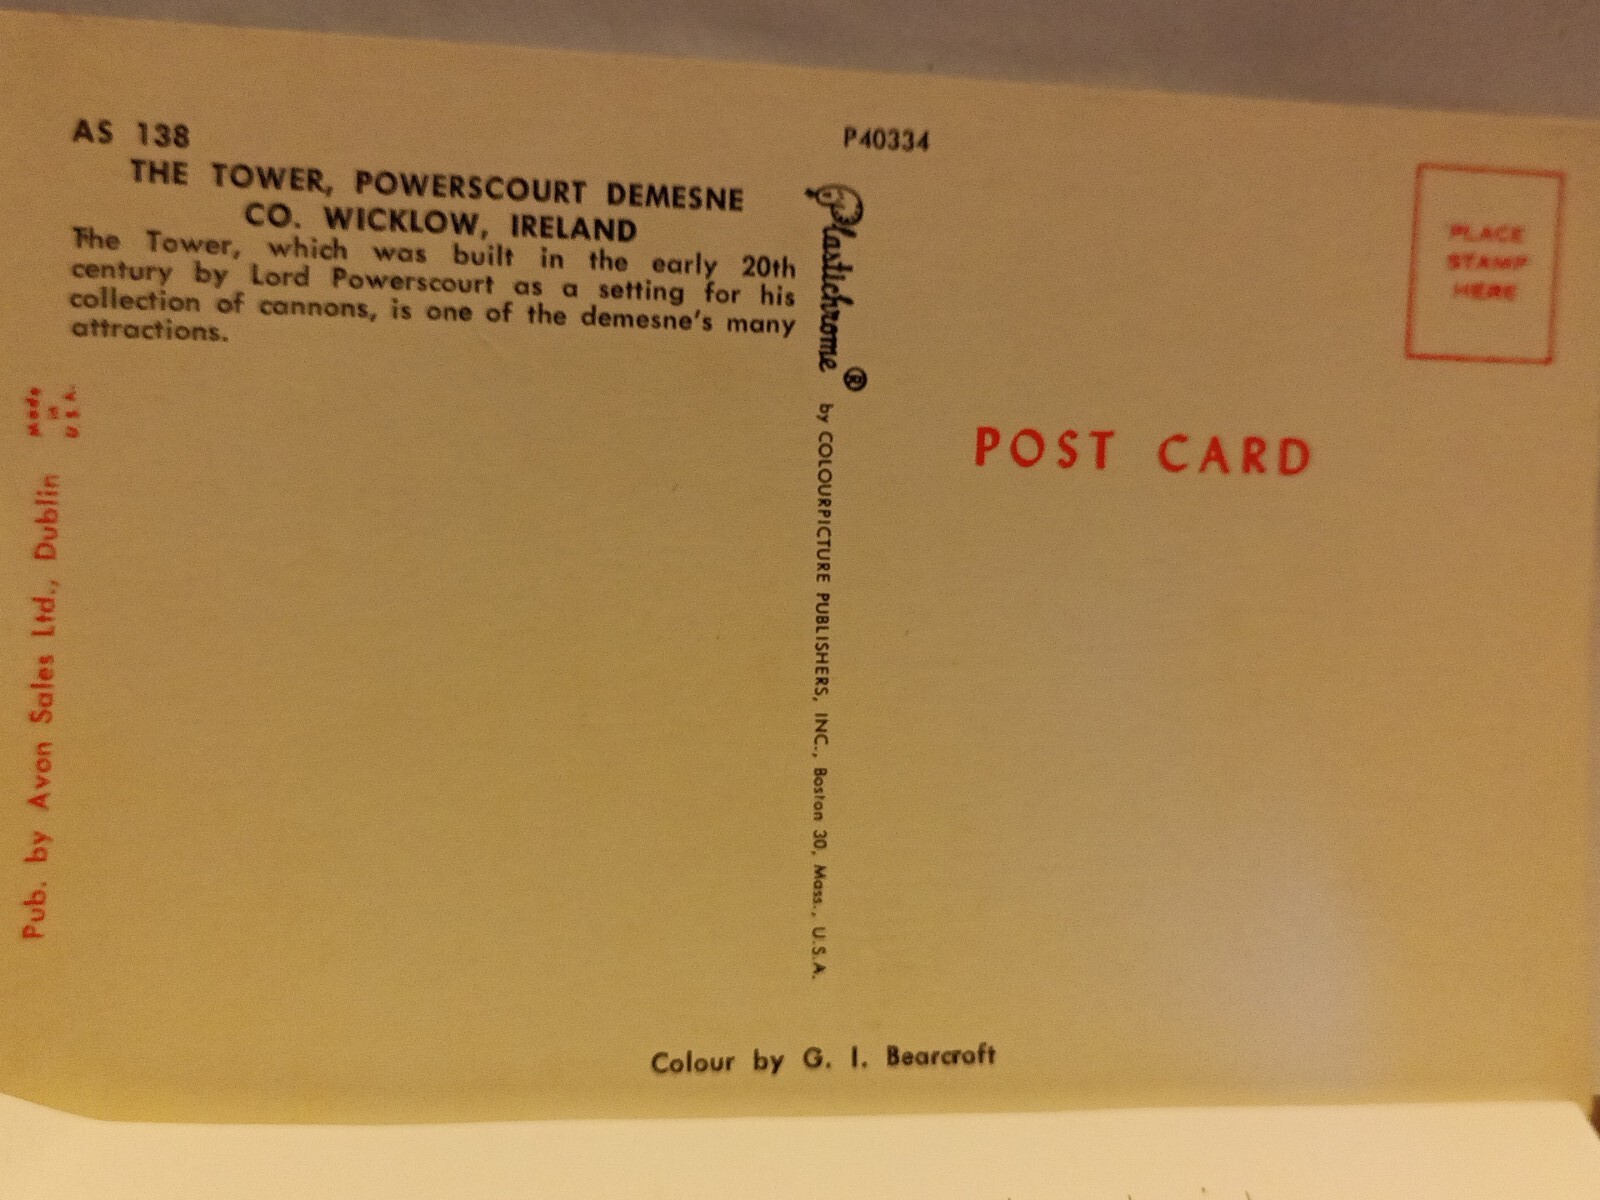 AS 138
THE TOWER, POWERSCOURT DEMESNE
CO. WICKLOW, IRELAND
The Tower, which was built in the early 20th
century by Lord Powerscourt as a setting for his
collection of cannons, is one of the demesne's many
attractions.
Pub. by Avon Sales Ltd., Dublin
Made
in
U.S.A.
P40334
Plastichrome ® by COLOURPICTURE PUBLISHERS, INC., Boston 30, Mass., U.S.A.
PLACE
STAMP
HERE
POST CARD
Colour by G. I. Bearcroft